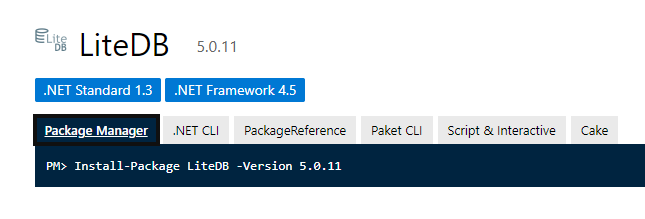 Lite
DB
LiteDB 5.0.11
.NET Standard 1.3 .NET Framework 4.5
Package Manager .NET CLI PackageReference Paket CLI Script & Interactive Cake
PM> Install-Package LiteDB -Version 5.0.11